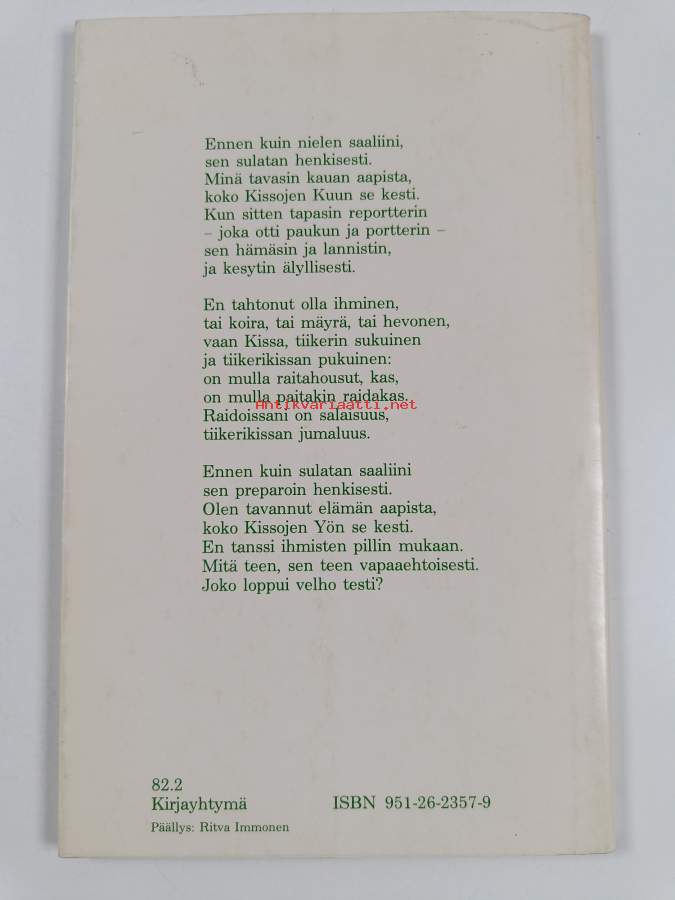 Ennen kuin nielen saaliini,
sen sulatan henkisesti.
Minä tavasin kauan aapista,
koko Kissojen Kuun se kesti.
Kun sitten tapasin reportterin
– joka otti paukun ja portterin –
sen hämäsin ja lannistin,
ja kesytin älyllisesti.
En tahtonut olla ihminen,
tai koira, tai mäyrä, tai hevonen,
vaan Kissa, tiikerin sukuinen
ja tiikerikissan pukuinen:
on mulla raitahousut, kas,
on mulla paitakin raidakas.
Antikvariaatti.net
Raidoissani on salaisuus,
tiikerikissan jumaluus.
Ennen kuin sulatan saaliini
sen preparoin henkisesti.
Olen tavannut elämän aapista,
koko Kissojen Yön se kesti.
En tanssi ihmisten pillin mukaan.
Mitä teen, sen teen vapaaehtoisesti.
Joko loppui velho testi?
82.2
Kirjayhtymä ISBN 951-26-2357-9
Päällys: Ritva Immonen